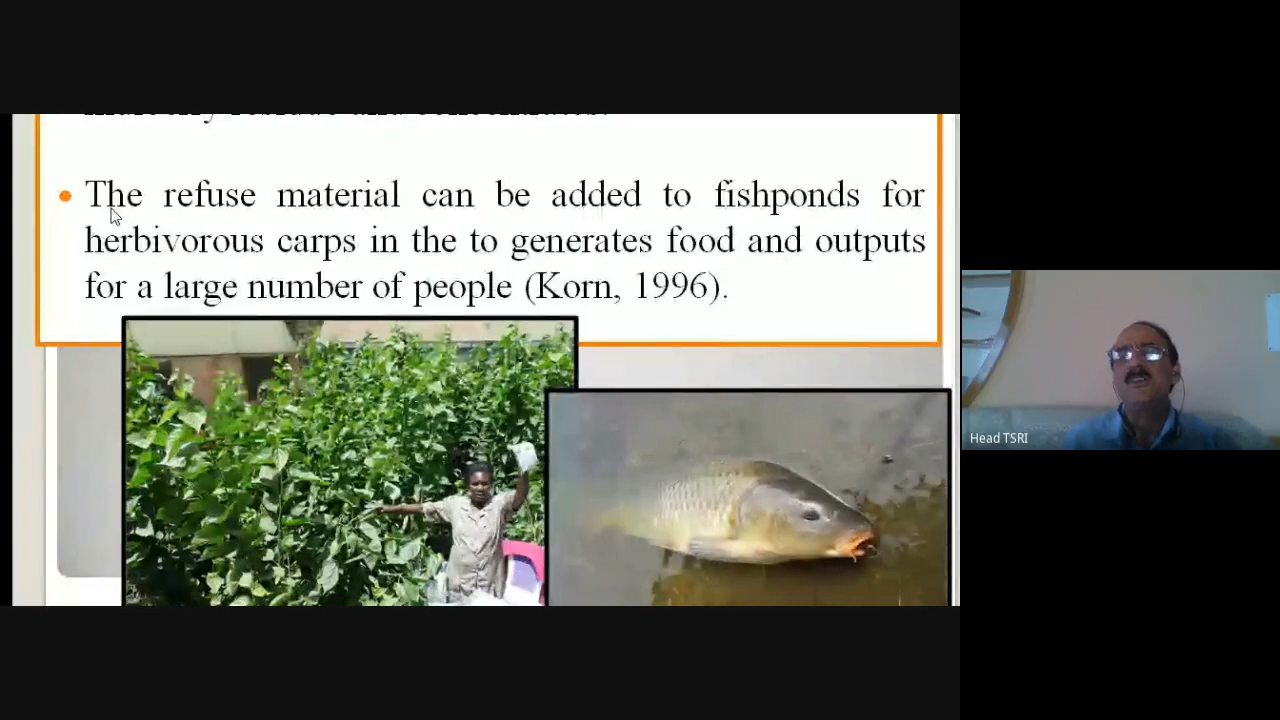 The refuse material can be added to fishponds for
herbivorous carps in the to generates food and outputs
for a large number of people (Korn, 1996).
Head TSRI